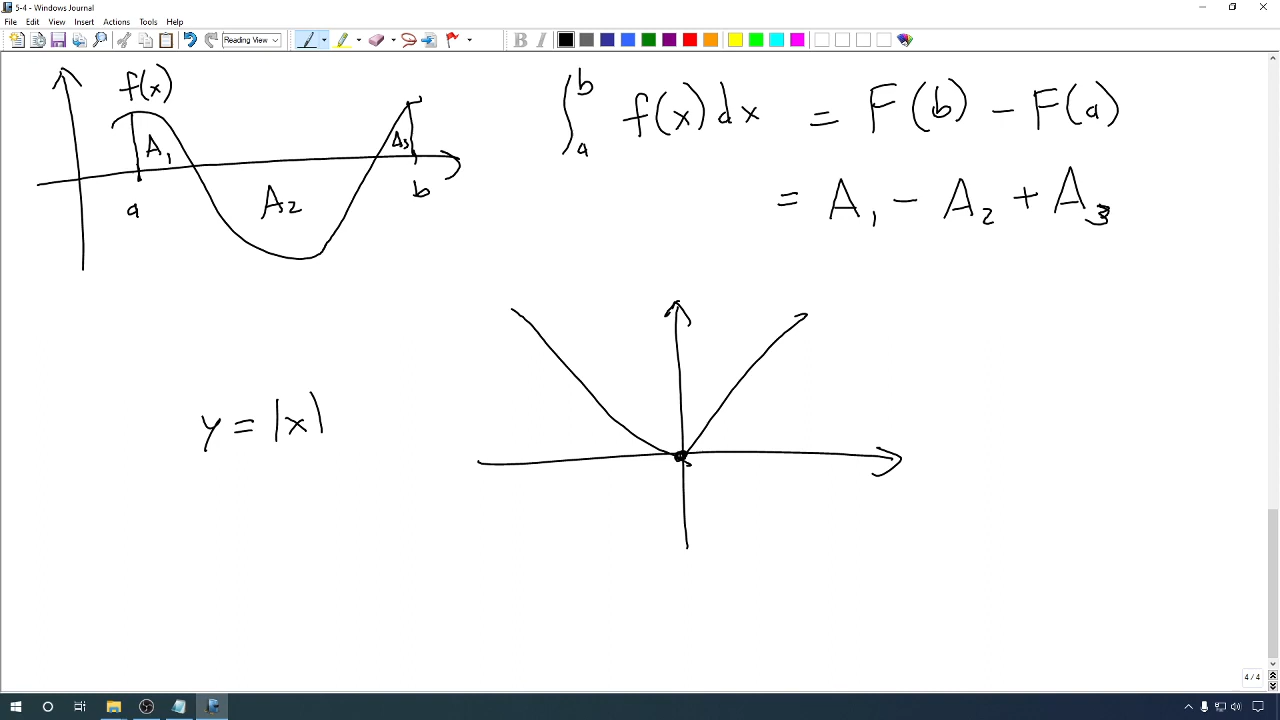 5-4 - Windows Journal
File Edit View Insert Actions Tools Help
Reading View
B I
f(x)
A₁
A₂
A₃
a
b
∫ₐᵇ f(x) dx = F(b) - F(a)
= A₁ - A₂ + A₃
y = |x|
4 / 4